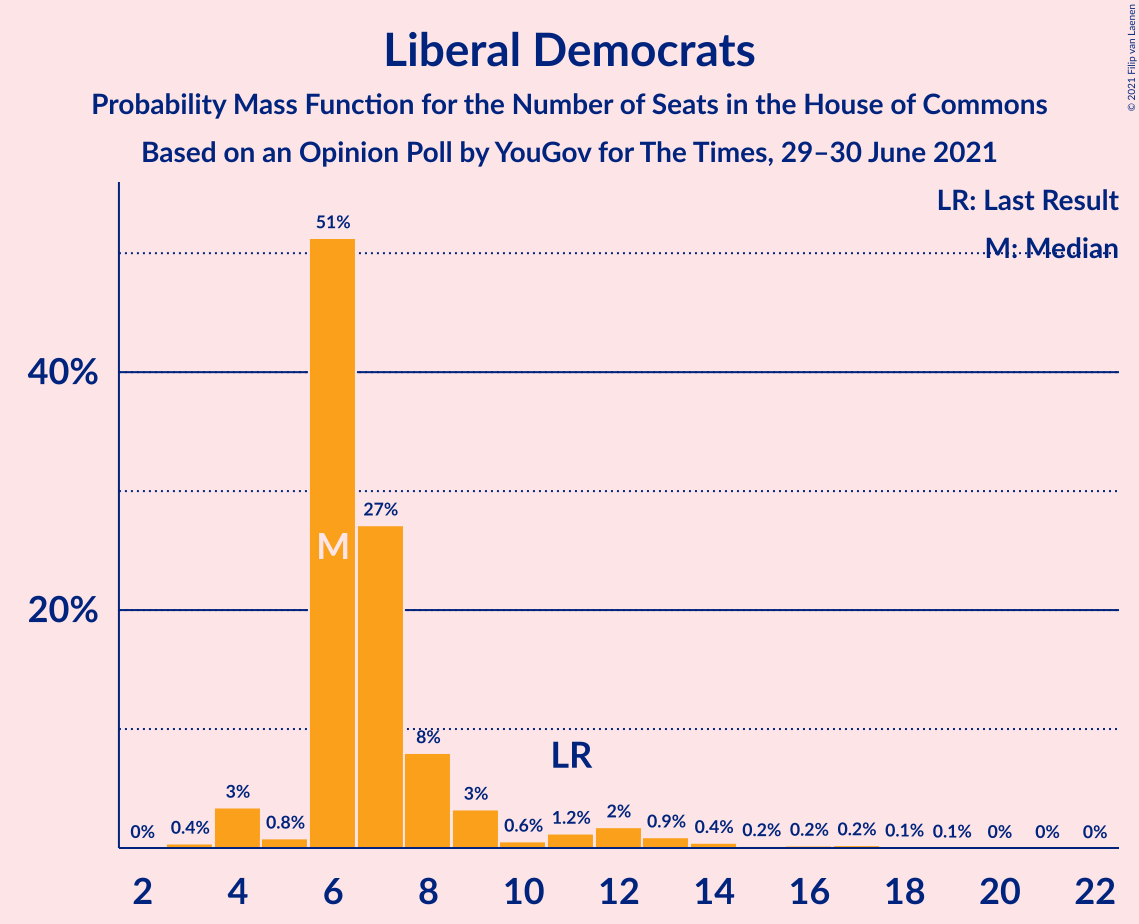 © 2021 Filip van Laenen
Liberal Democrats
Probability Mass Function for the Number of Seats in the House of Commons
Based on an Opinion Poll by YouGov for The Times, 29–30 June 2021
LR: Last Result
M: Median
40%
20%
0%
0.4%
3%
0.8%
51%
M
27%
8%
3%
0.6%
LR
1.2%
2%
0.9%
0.4%
0.2%
0.2%
0.2%
0.1%
0.1%
0%
0%
0%
2 4 6 8 10 12 14 16 18 20 22